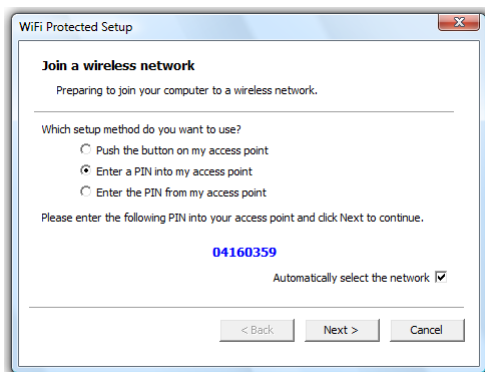 WiFi Protected Setup
Join a wireless network
Preparing to join your computer to a wireless network.
Which setup method do you want to use?
Push the button on my access point
Enter a PIN into my access point
Enter the PIN from my access point
Please enter the following PIN into your access point and click Next to continue.
04160359
Automatically select the network
< Back Next > Cancel